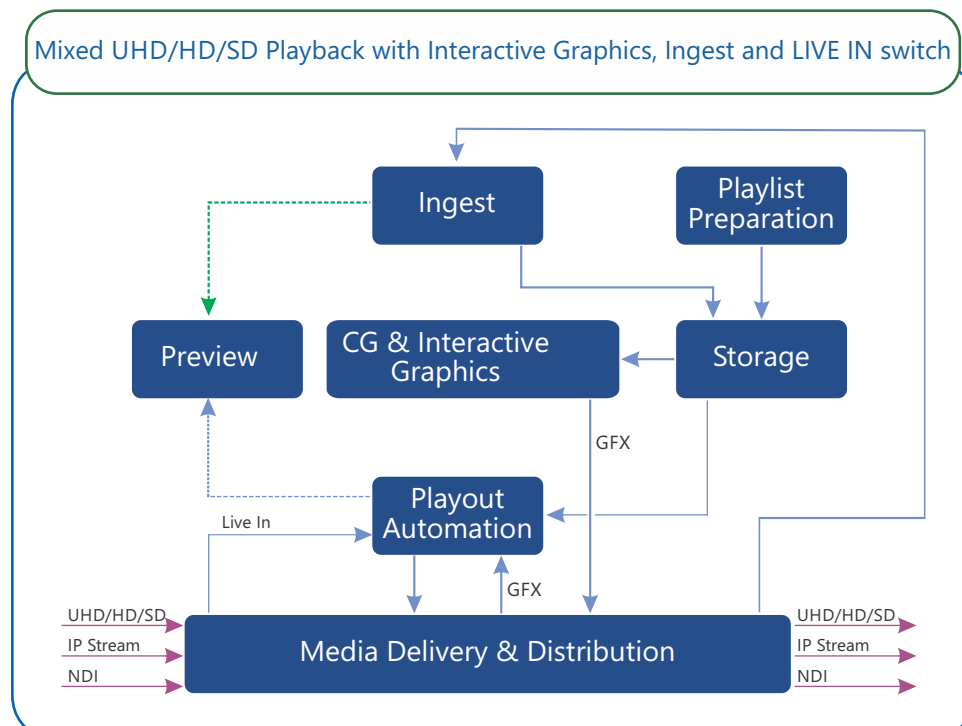 Mixed UHD/HD/SD Playback with Interactive Graphics, Ingest and LIVE IN switch
Ingest
Playlist
Preparation
Preview
CG & Interactive
Graphics
Storage
GFX
Playout
Automation
Live In
GFX
UHD/HD/SD
IP Stream
NDI
Media Delivery & Distribution
UHD/HD/SD
IP Stream
NDI